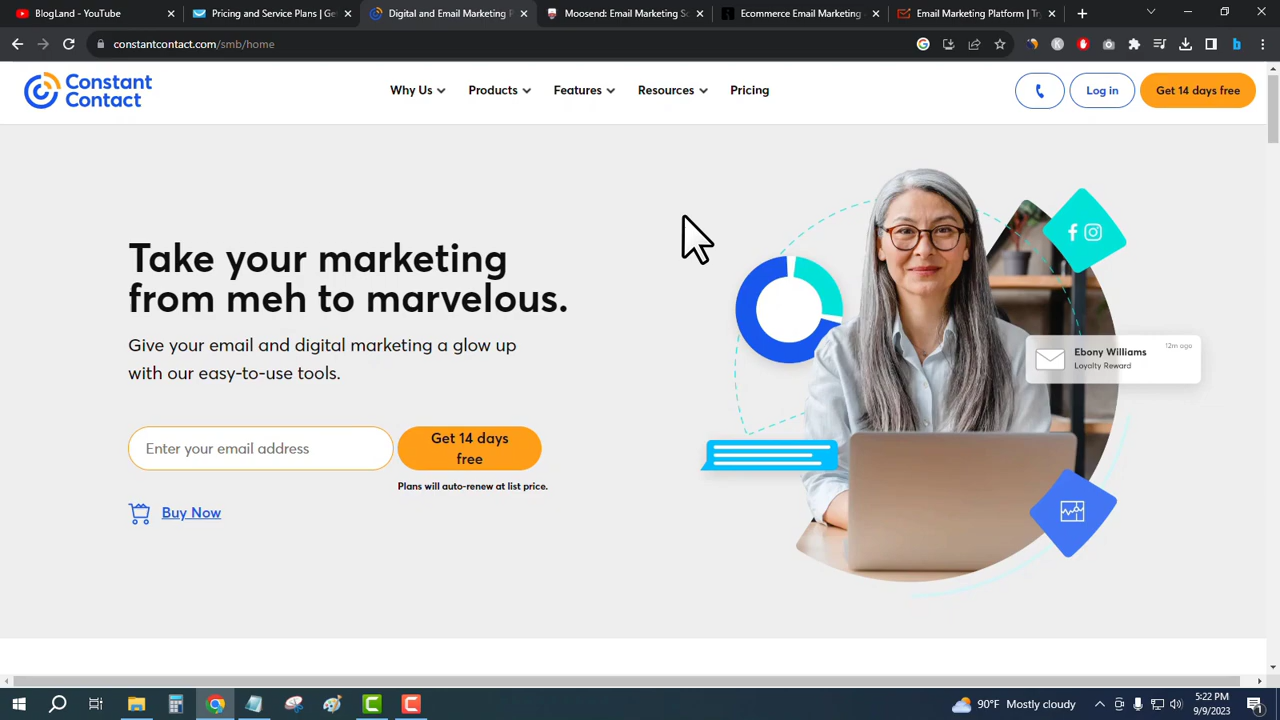 BlogLand - YouTube
Pricing and Service Plans | Ge
Digital and Email Marketing P
Moosend: Email Marketing So
Ecommerce Email Marketing
Email Marketing Platform | Try
constantcontact.com/smb/home
Constant
Contact
Why Us
Products
Features
Resources
Pricing
Log in
Get 14 days free
Take your marketing
from meh to marvelous.
Give your email and digital marketing a glow up
with our easy-to-use tools.
Enter your email address
Get 14 days
free
Plans will auto-renew at list price.
Buy Now
12m ago
Ebony Williams
Loyalty Reward
90°F Mostly cloudy
5:22 PM
9/9/2023